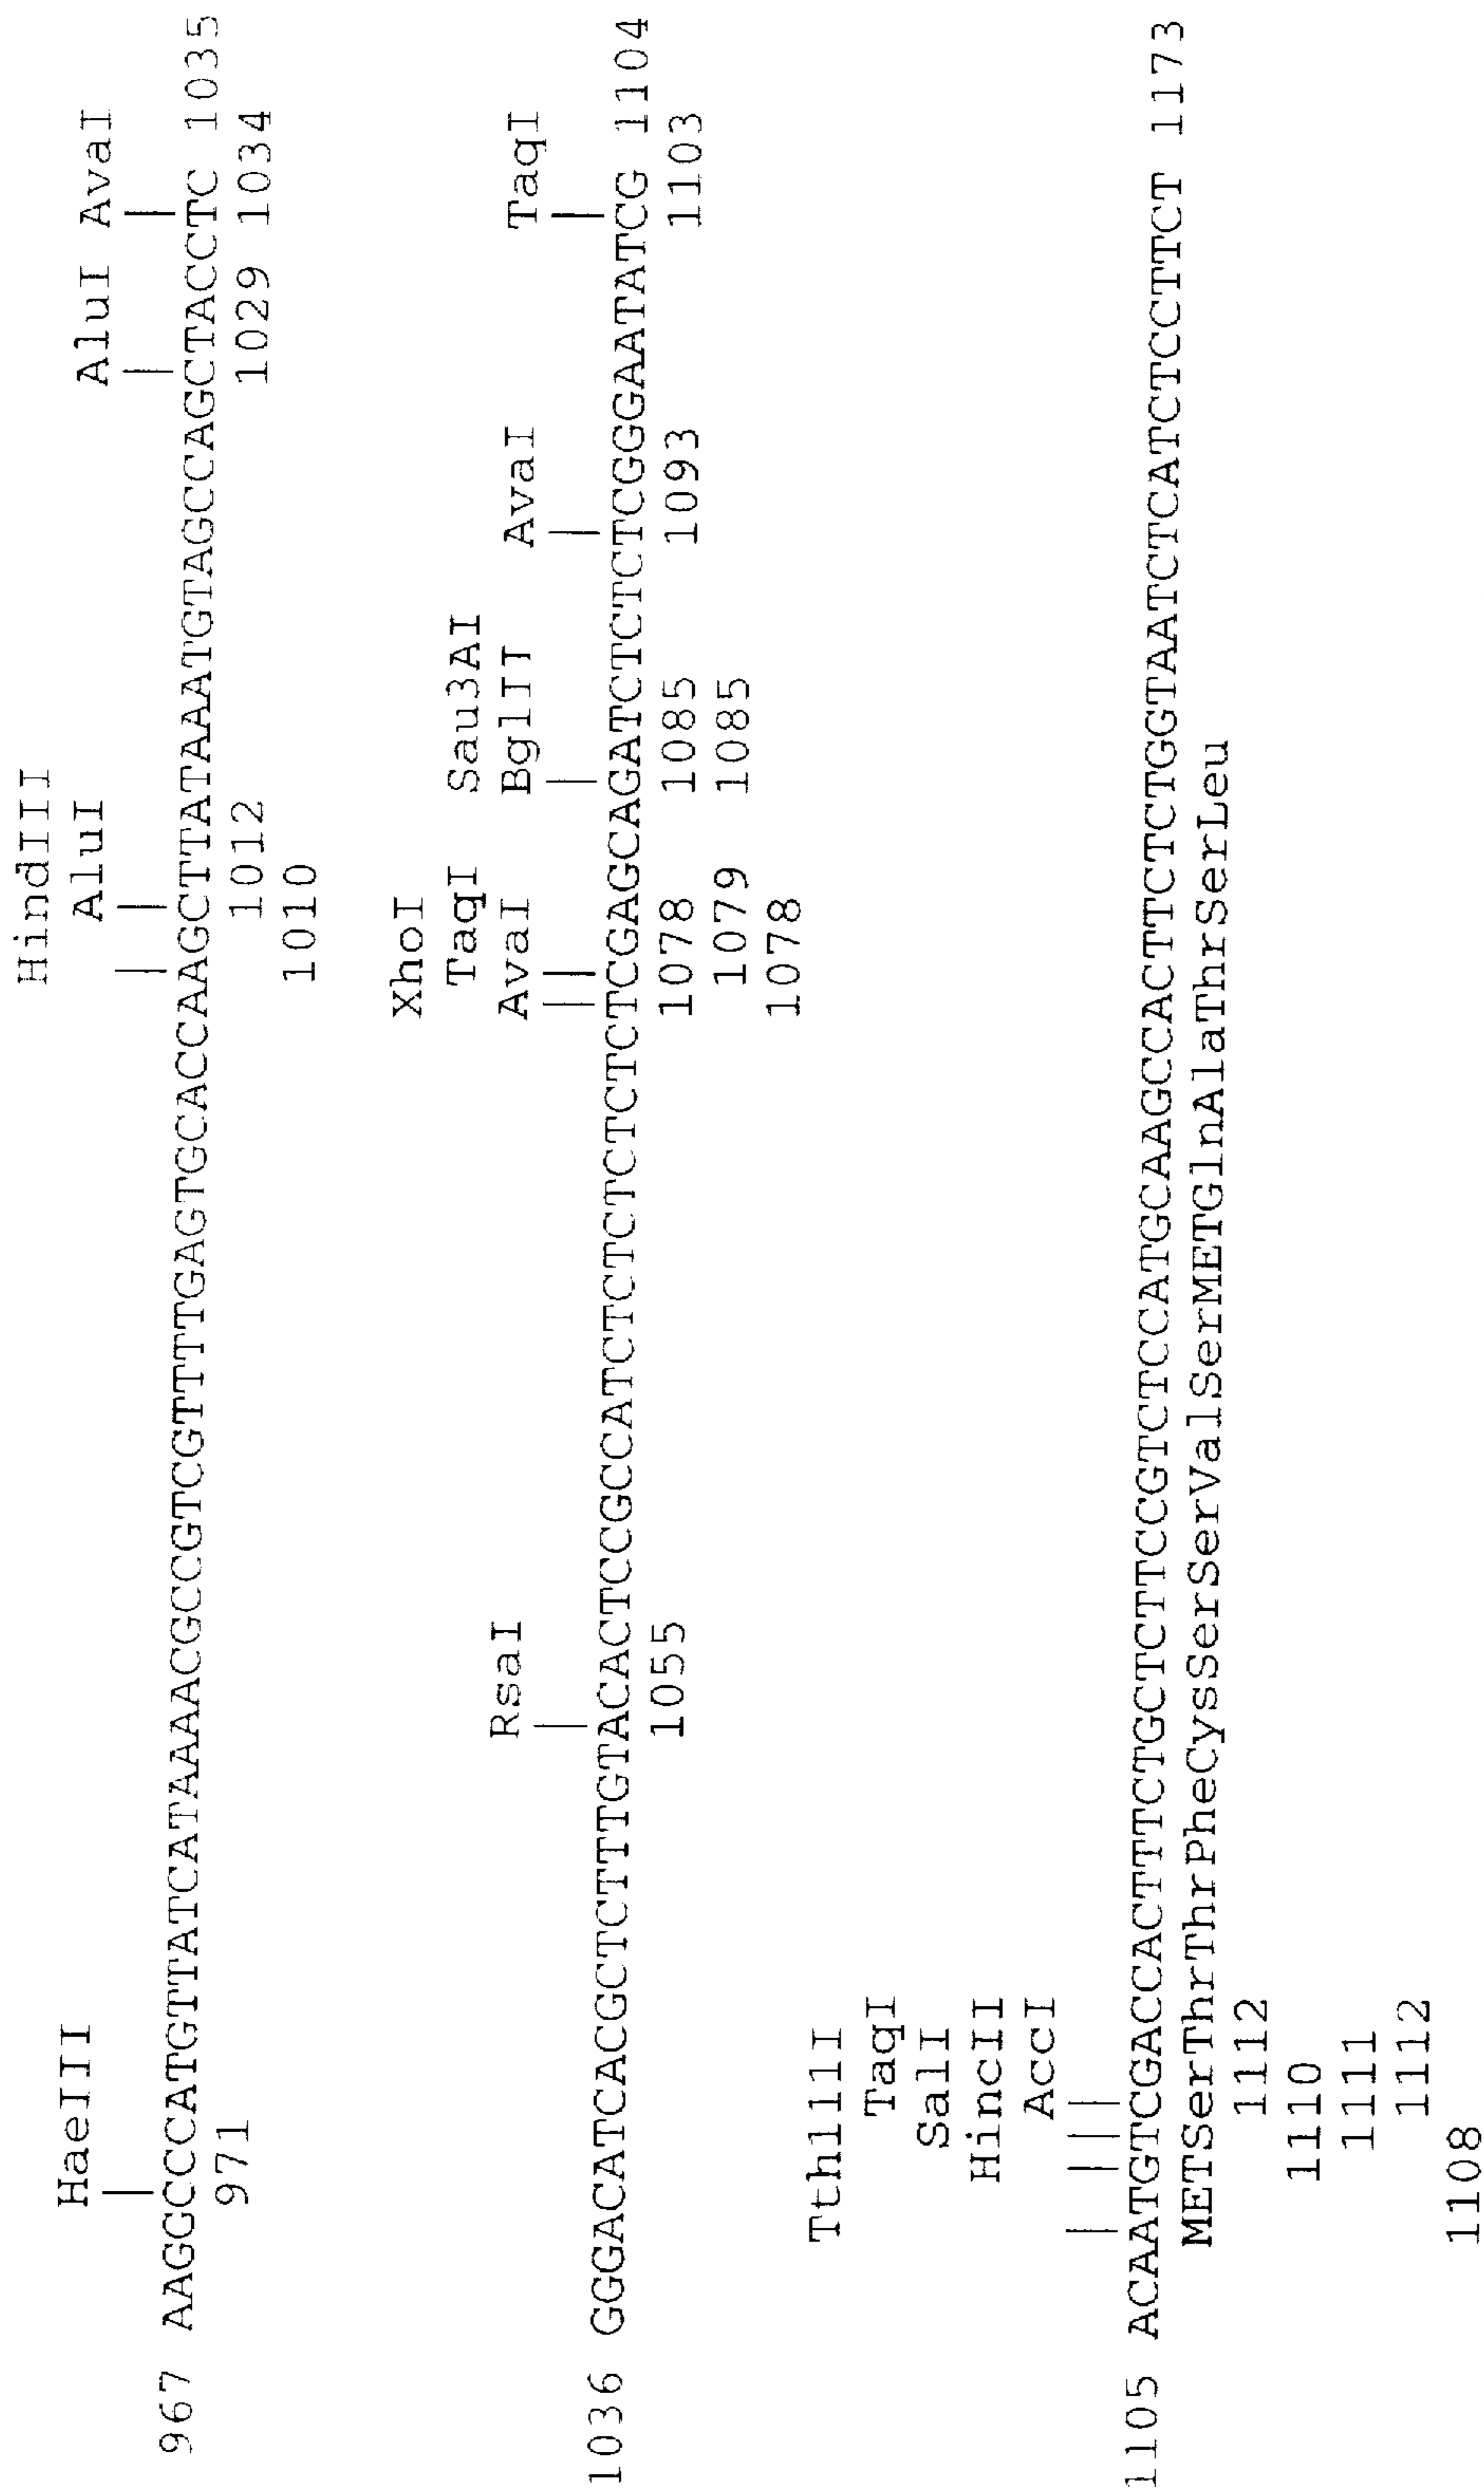 HindIII
HaeIII AluI AluI AvaI
967 AAGGCCCATGTTATCATAAAACGCCGTCGTTTTGAGTGCACCAAGCTTATAAATGTAGCCAGCTACCTC 1035
971 1012 1029 1034
1010
XhoI
TaqI Sau3AI
RsaI AvaI BglII AvaI TaqI
1036 GGGACATCACGCTCTTTGTACACTCCGCCATCTCTCTCTCTCTCGAGCAGATCTCTCTCGGGAATATCG 1104
1055 1078 1085 1093 1103
1079 1085
1078
Tth111I
TaqI
SalI
HincII
AccI
1105 ACAATGTCGACCACTTTCTGCTCTTCCGTCTCCATGCAAGCCACTTCTCTGGTAATCTCATCTCCTTCT 1173
METSerThrThrPheCysSerSerValSerMETGlnAlaThrSerLeu
1112
1110
1111
1112
1108